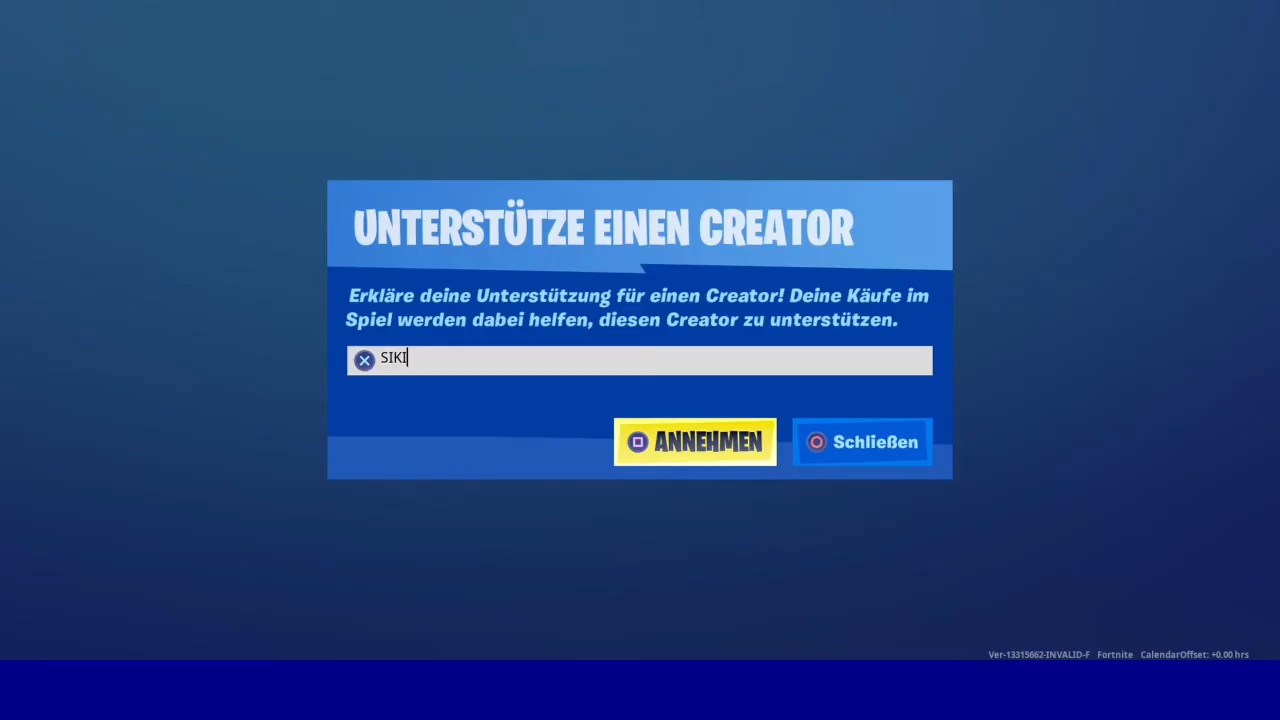 UNTERSTÜTZE EINEN CREATOR
Erkläre deine Unterstützung für einen Creator! Deine Käufe im
Spiel werden dabei helfen, diesen Creator zu unterstützen.
SIKI
ANNEHMEN
Schließen
Ver-13315662-INVALID-F Fortnite CalendarOffset: +0.00 hrs